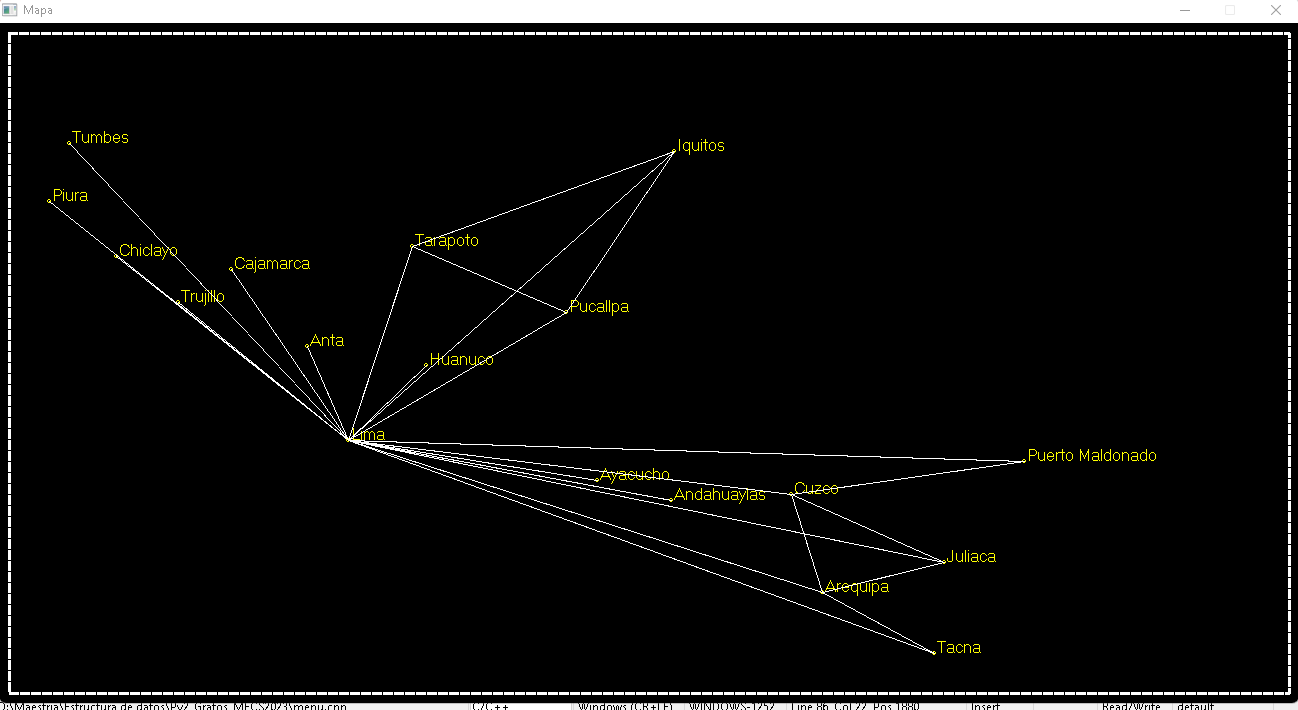 Mapa
Tumbes
Iquitos
Piura
Tarapoto
Chiclayo
Cajamarca
Trujillo
Pucallpa
Anta
Huanuco
Lima
Puerto Maldonado
Ayacucho
Cuzco
Andahuaylas
Juliaca
Arequipa
Tacna
D:\Maestria\Estructura de datos\Py2_Grafos_MECS2023\menu.cpp C/C++ Windows (CR+LF) WINDOWS-1252 Line 86, Col 22, Pos 1880 Insert Read/Write default